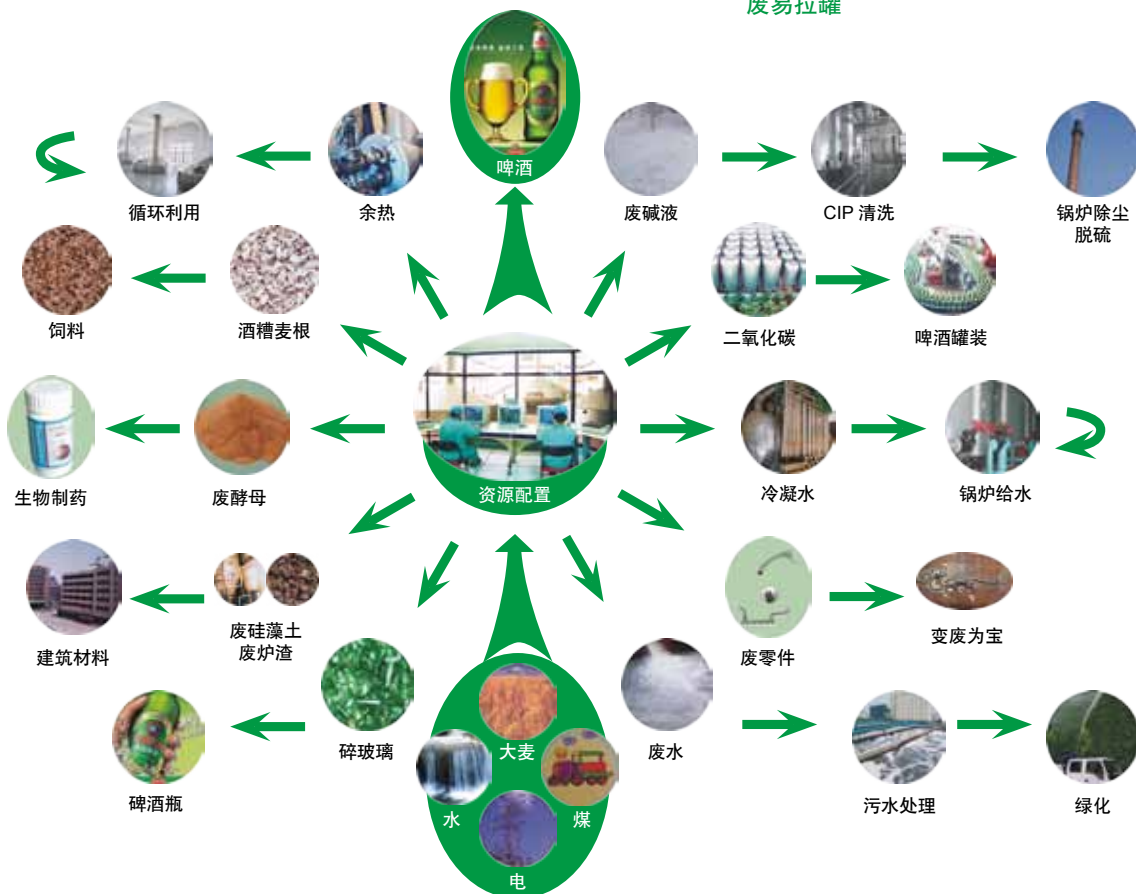 废易拉罐
啤酒
循环利用
余热
废碱液
CIP 清洗
锅炉除尘
脱硫
饲料
酒糟麦根
二氧化碳
啤酒罐装
生物制药
废酵母
资源配置
冷凝水
锅炉给水
建筑材料
废硅藻土
废炉渣
废零件
变废为宝
碑酒瓶
碎玻璃
大麦
水
煤
电
废水
污水处理
绿化